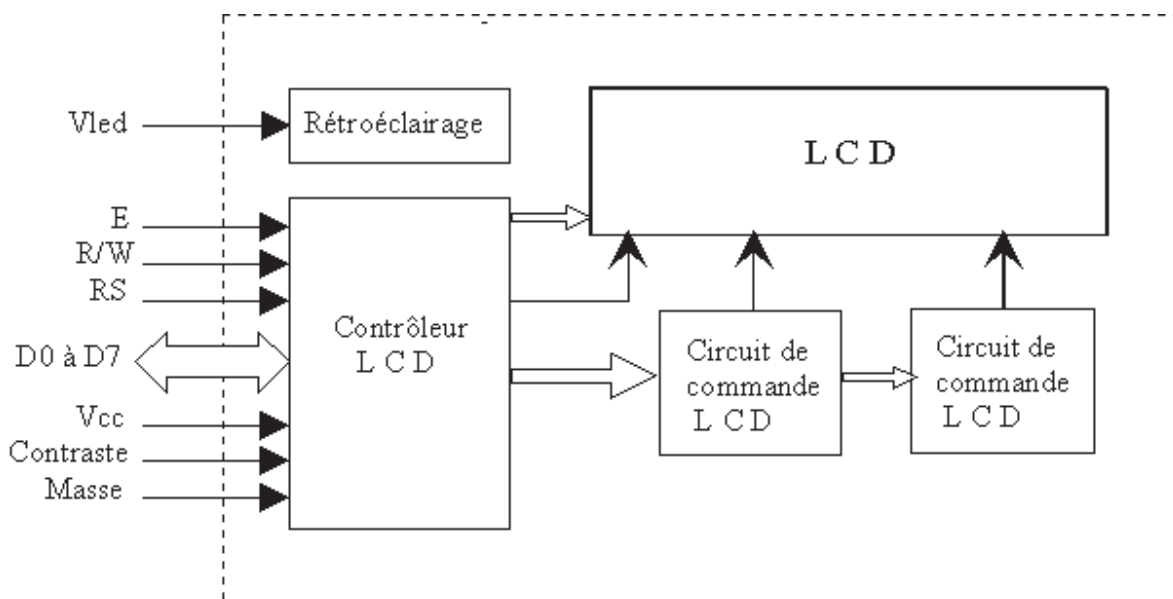 Vled
Rétroéclairage
L C D
E
R/W
RS
D0 à D7
Vcc
Contraste
Masse
Contrôleur
L C D
Circuit de
commande
L C D
Circuit de
commande
L C D